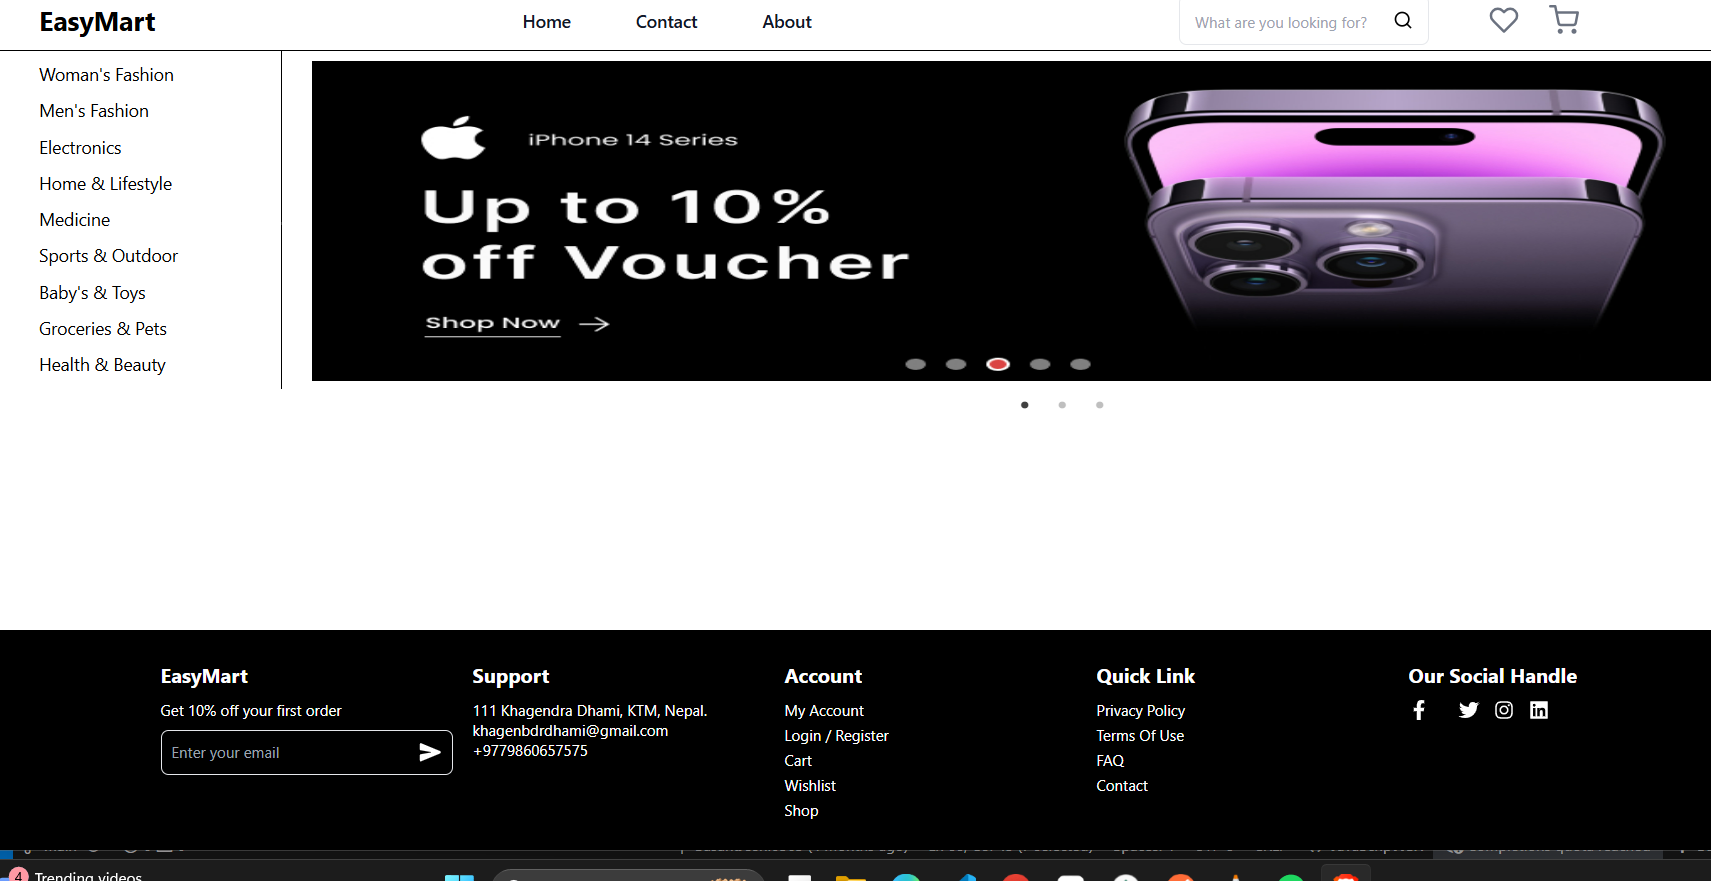 EasyMart
Home
Contact
About
What are you looking for?
Woman's Fashion
Men's Fashion
Electronics
Home & Lifestyle
Medicine
Sports & Outdoor
Baby's & Toys
Groceries & Pets
Health & Beauty
iPhone 14 Series
Up to 10%
off Voucher
Shop Now
EasyMart
Get 10% off your first order
Enter your email
Support
111 Khagendra Dhami, KTM, Nepal.
khagenbdrdhami@gmail.com
+9779860657575
Account
My Account
Login / Register
Cart
Wishlist
Shop
Quick Link
Privacy Policy
Terms Of Use
FAQ
Contact
Our Social Handle
4
Trending videos